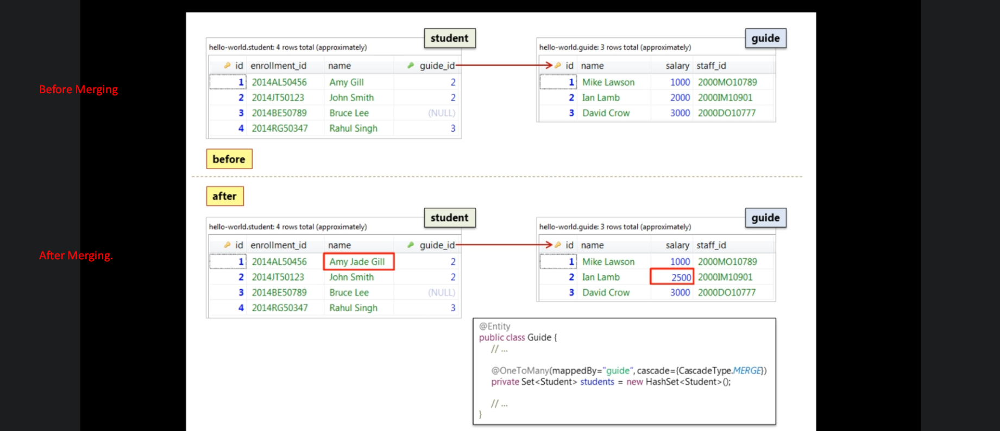 Before Merging
student
hello-world.student: 4 rows total (approximately)
id enrollment_id name guide_id
1 2014AL50456 Amy Gill 2
2 2014JT50123 John Smith 2
3 2014BE50789 Bruce Lee (NULL)
4 2014RG50347 Rahul Singh 3
guide
hello-world.guide: 3 rows total (approximately)
id name salary staff_id
1 Mike Lawson 1000 2000MO10789
2 Ian Lamb 2000 2000IM10901
3 David Crow 3000 2000DO10777
before
after
After Merging.
student
hello-world.student: 4 rows total (approximately)
id enrollment_id name guide_id
1 2014AL50456 Amy Jade Gill 2
2 2014JT50123 John Smith 2
3 2014BE50789 Bruce Lee (NULL)
4 2014RG50347 Rahul Singh 3
guide
hello-world.guide: 3 rows total (approximately)
id name salary staff_id
1 Mike Lawson 1000 2000MO10789
2 Ian Lamb 2500 2000IM10901
3 David Crow 3000 2000DO10777
@Entity
public class Guide {
// ...
@OneToMany(mappedBy="guide", cascade={CascadeType.MERGE})
private Set<Student> students = new HashSet<Student>();
// ...
}